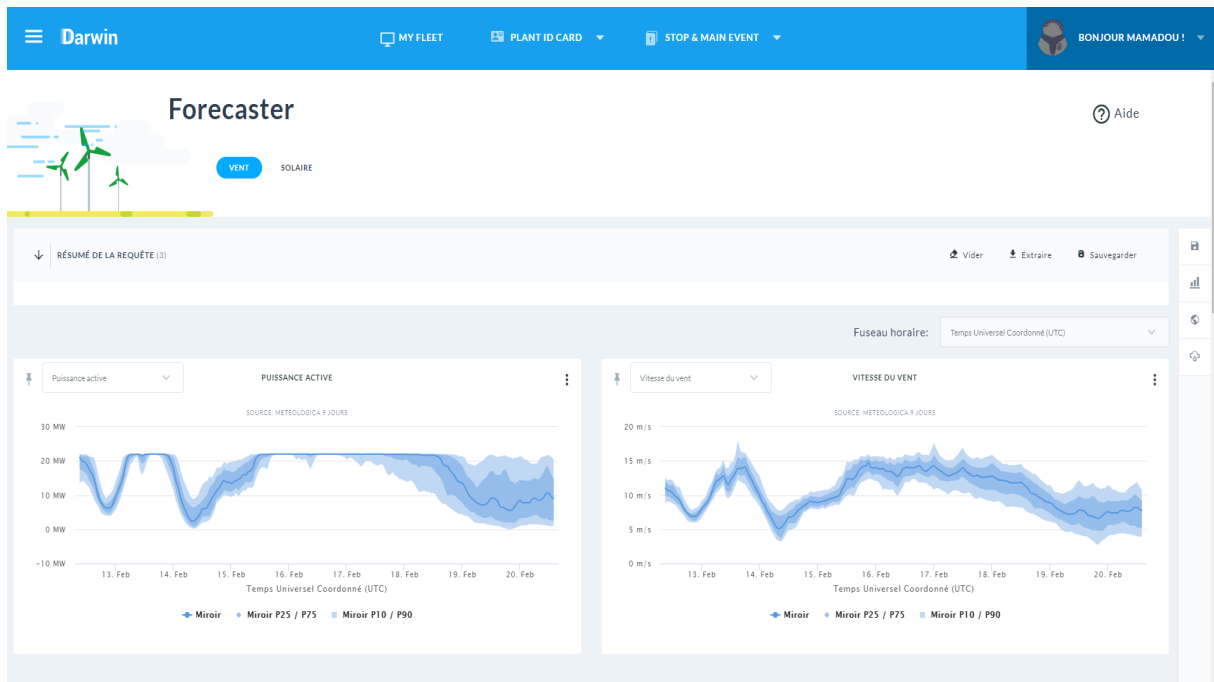 Darwin
MY FLEET
PLANT ID CARD
STOP & MAIN EVENT
BONJOUR MAMADOU !
Forecaster
Aide
VENT
SOLAIRE
RÉSUMÉ DE LA REQUÊTE (3)
Vider
Extraire
Sauvegarder
Fuseau horaire:
Temps Universel Coordonné (UTC)
Puissance active
PUISSANCE ACTIVE
SOURCE: METEOLOGICA 9 JOURS
30 MW
20 MW
10 MW
0 MW
-10 MW
13. Feb 14. Feb 15. Feb 16. Feb 17. Feb 18. Feb 19. Feb 20. Feb
Temps Universel Coordonné (UTC)
Miroir Miroir P25 / P75 Miroir P10 / P90
Vitesse du vent
VITESSE DU VENT
SOURCE: METEOLOGICA 9 JOURS
20 m/s
15 m/s
10 m/s
5 m/s
0 m/s
13. Feb 14. Feb 15. Feb 16. Feb 17. Feb 18. Feb 19. Feb 20. Feb
Temps Universel Coordonné (UTC)
Miroir Miroir P25 / P75 Miroir P10 / P90